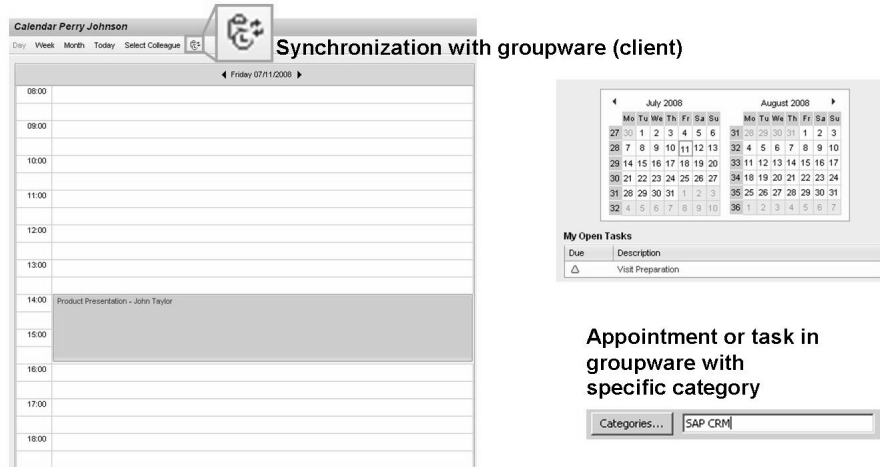 Calendar Perry Johnson
Day Week Month Today Select Colleague
Synchronization with groupware (client)
Friday 07/11/2008
08:00
09:00
10:00
11:00
12:00
13:00
14:00 Product Presentation - John Taylor
15:00
16:00
17:00
18:00
July 2008
Mo Tu We Th Fr Sa Su
27 30 1 2 3 4 5 6
28 7 8 9 10 11 12 13
29 14 15 16 17 18 19 20
30 21 22 23 24 25 26 27
31 28 29 30 31 1 2 3
32 4 5 6 7 8 9 10
August 2008
Mo Tu We Th Fr Sa Su
31 28 29 30 31 1 2 3
32 4 5 6 7 8 9 10
33 11 12 13 14 15 16 17
34 18 19 20 21 22 23 24
35 25 26 27 28 29 30 31
36 1 2 3 4 5 6 7
My Open Tasks
Due Description
Visit Preparation
Appointment or task in
groupware with
specific category
Categories... SAP CRM